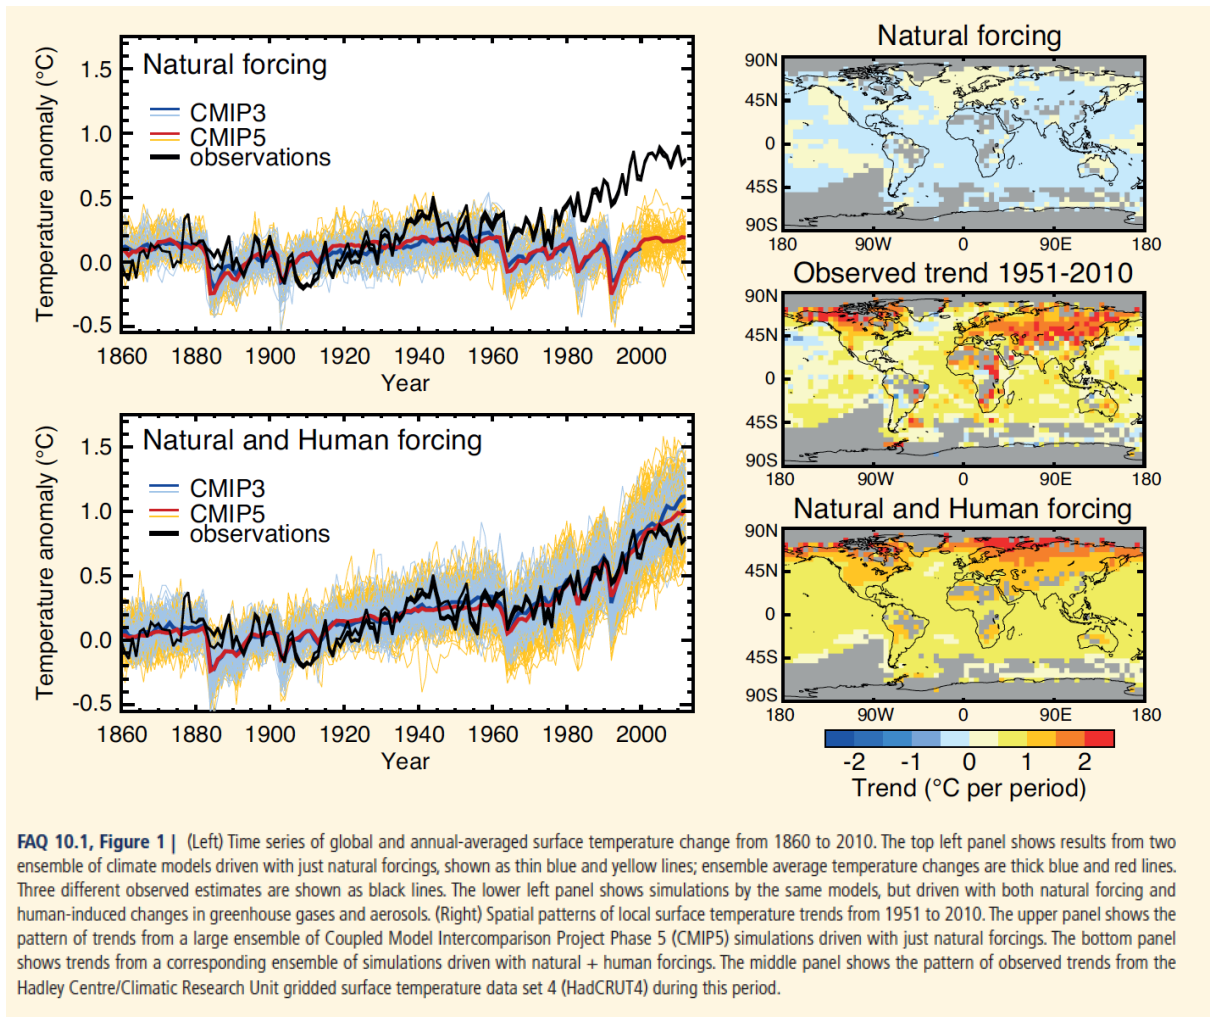 Natural forcing
CMIP3
CMIP5
observations
Temperature anomaly (°C)
1.5
1.0
0.5
0.0
-0.5
1860 1880 1900 1920 1940 1960 1980 2000
Year
Natural and Human forcing
CMIP3
CMIP5
observations
Temperature anomaly (°C)
1.5
1.0
0.5
0.0
-0.5
1860 1880 1900 1920 1940 1960 1980 2000
Year
Natural forcing
90N
45N
0
45S
90S
180 90W 0 90E 180
Observed trend 1951-2010
90N
45N
0
45S
90S
180 90W 0 90E 180
Natural and Human forcing
90N
45N
0
45S
90S
180 90W 0 90E 180
-2 -1 0 1 2
Trend (°C per period)
FAQ 10.1, Figure 1 | (Left) Time series of global and annual-averaged surface temperature change from 1860 to 2010. The top left panel shows results from two
ensemble of climate models driven with just natural forcings, shown as thin blue and yellow lines; ensemble average temperature changes are thick blue and red lines.
Three different observed estimates are shown as black lines. The lower left panel shows simulations by the same models, but driven with both natural forcing and
human-induced changes in greenhouse gases and aerosols. (Right) Spatial patterns of local surface temperature trends from 1951 to 2010. The upper panel shows the
pattern of trends from a large ensemble of Coupled Model Intercomparison Project Phase 5 (CMIP5) simulations driven with just natural forcings. The bottom panel
shows trends from a corresponding ensemble of simulations driven with natural + human forcings. The middle panel shows the pattern of observed trends from the
Hadley Centre/Climatic Research Unit gridded surface temperature data set 4 (HadCRUT4) during this period.